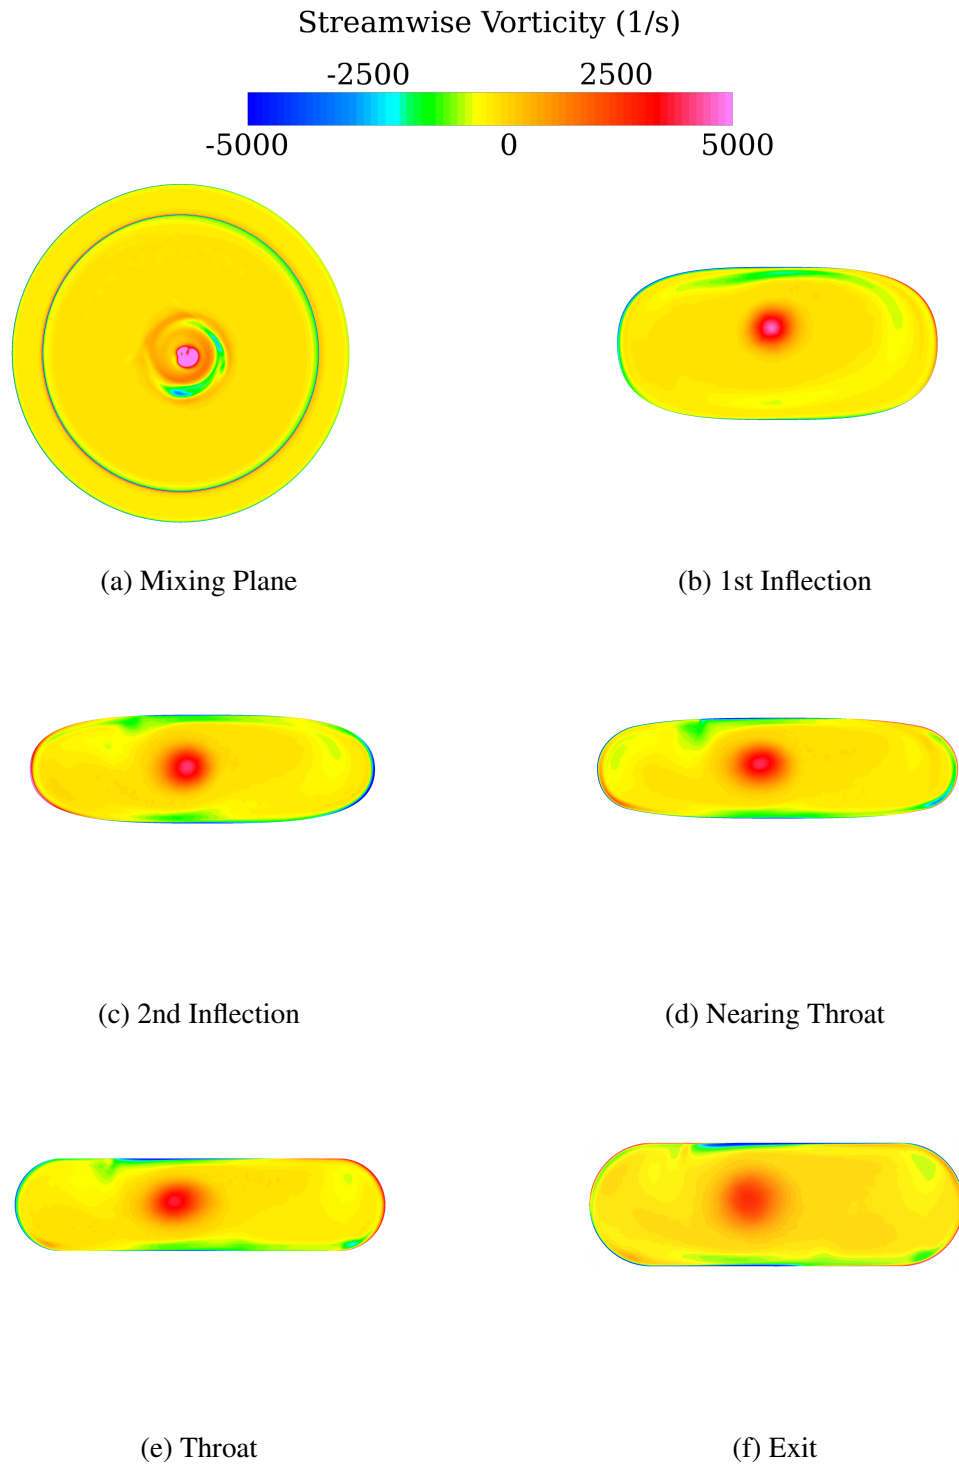 Streamwise Vorticity (1/s)
-2500 2500
-5000 0 5000
(a) Mixing Plane
(b) 1st Inflection
(c) 2nd Inflection
(d) Nearing Throat
(e) Throat
(f) Exit